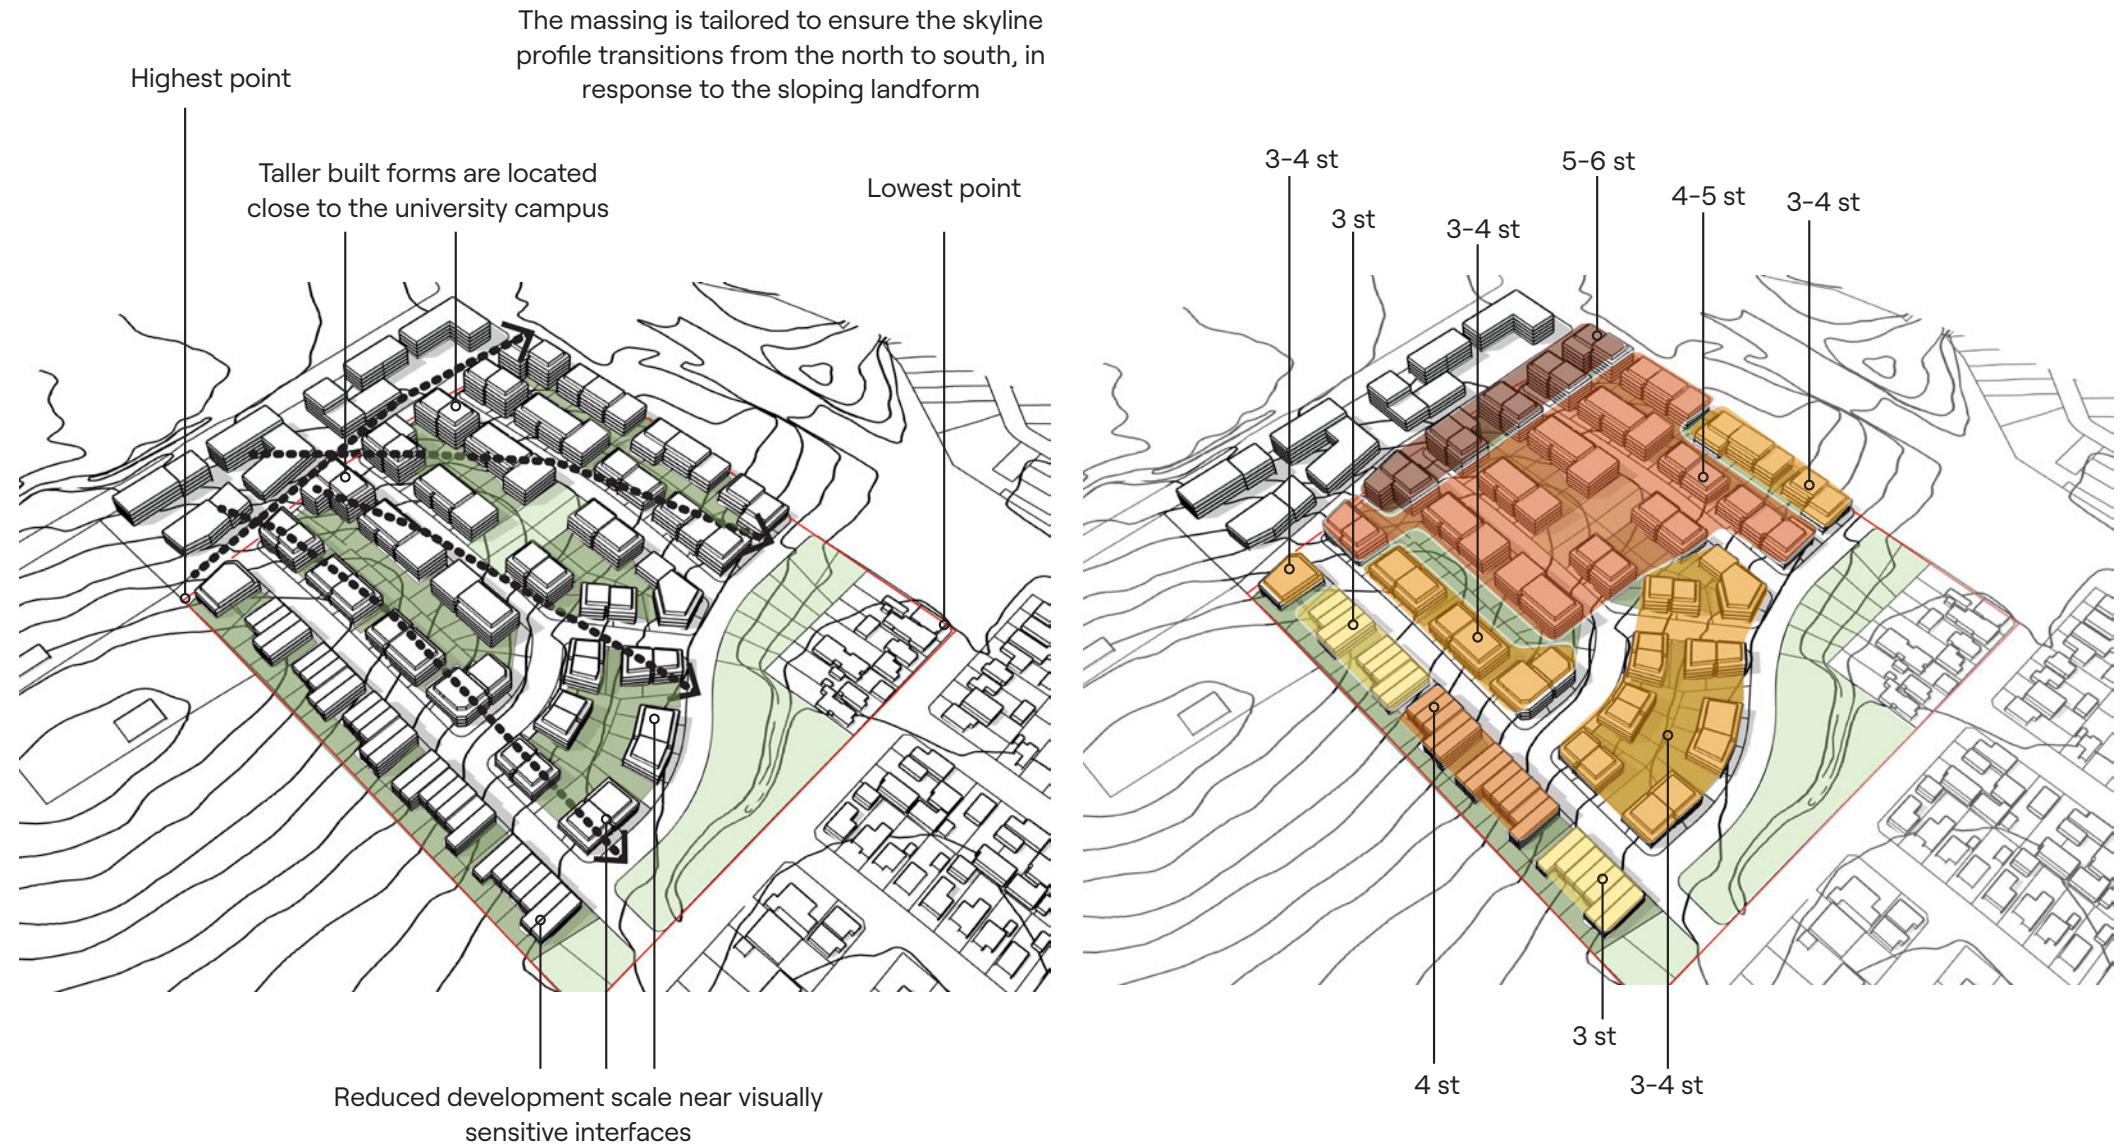 The massing is tailored to ensure the skyline
profile transitions from the north to south, in
response to the sloping landform
Highest point
Taller built forms are located
close to the university campus
Lowest point
3-4 st
3 st
3-4 st
5-6 st
4-5 st
3-4 st
Reduced development scale near visually
sensitive interfaces
4 st
3 st
3-4 st